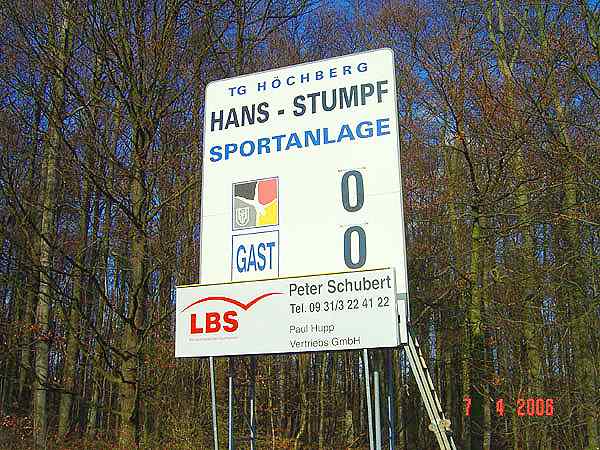 TG HÖCHBERG
HANS - STUMPF
SPORTANLAGE
0
GAST 0
LBS
Peter Schubert
Tel. 09 31/3 22 41 22
Paul Hupp
Vertriebs GmbH
7 4 2006